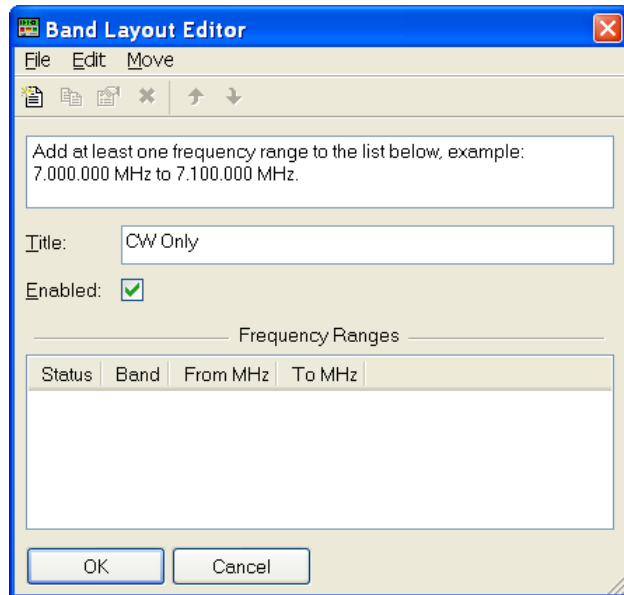 Band Layout Editor
File Edit Move
Add at least one frequency range to the list below, example:
7.000.000 MHz to 7.100.000 MHz.
Title: CW Only
Enabled:
Frequency Ranges
Status Band From MHz To MHz
OK Cancel